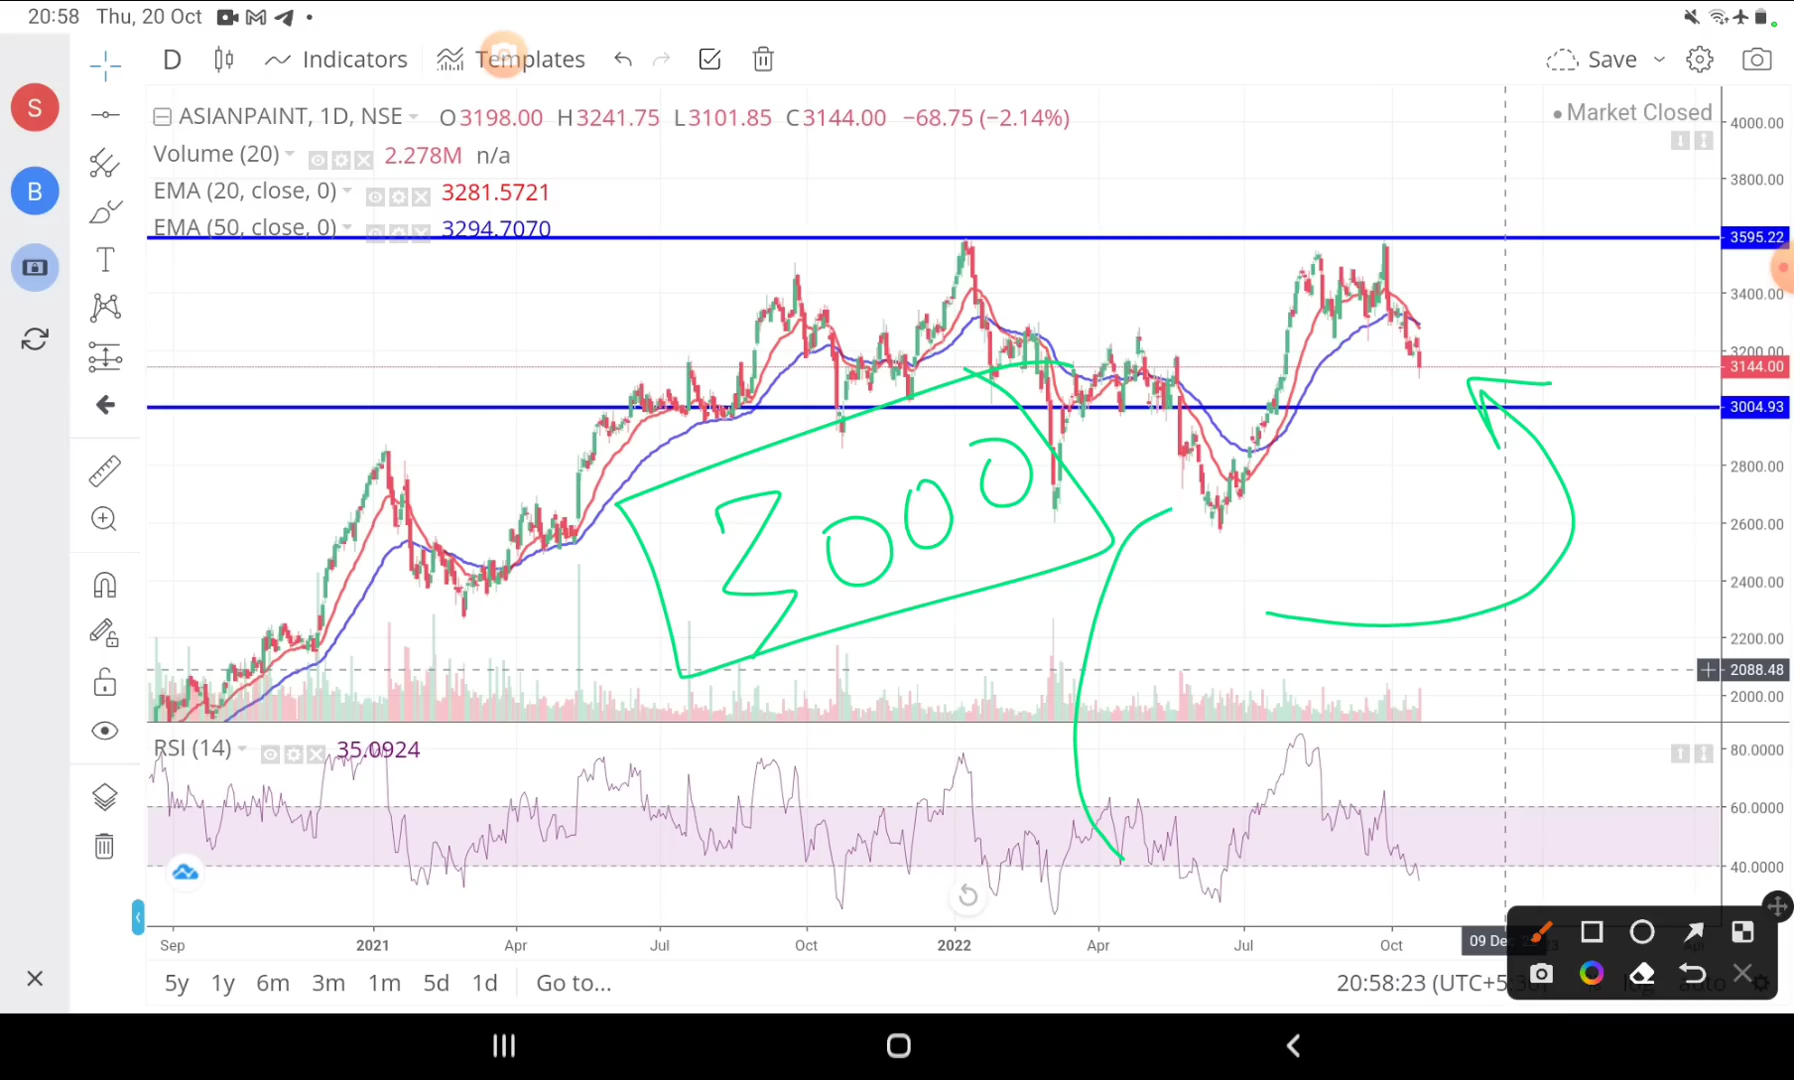 20:58 Thu, 20 Oct
S
B
D Indicators Templates Save
ASIANPAINT, 1D, NSE O3198.00 H3241.75 L3101.85 C3144.00 −68.75 (−2.14%)
Market Closed
Volume (20) 2.278M n/a
EMA (20, close, 0) 3281.5721
EMA (50, close, 0) 3294.7070
4000.00
3800.00
3595.22
3400.00
3200.00
3144.00
3004.93
2800.00
2600.00
2400.00
2200.00
2088.48
2000.00
3000
RSI (14) 35.0924
80.0000
60.0000
40.0000
Sep 2021 Apr Jul Oct 2022 Apr Jul Oct 09 Dec
5y 1y 6m 3m 1m 5d 1d Go to... 20:58:23 (UTC+5:30)